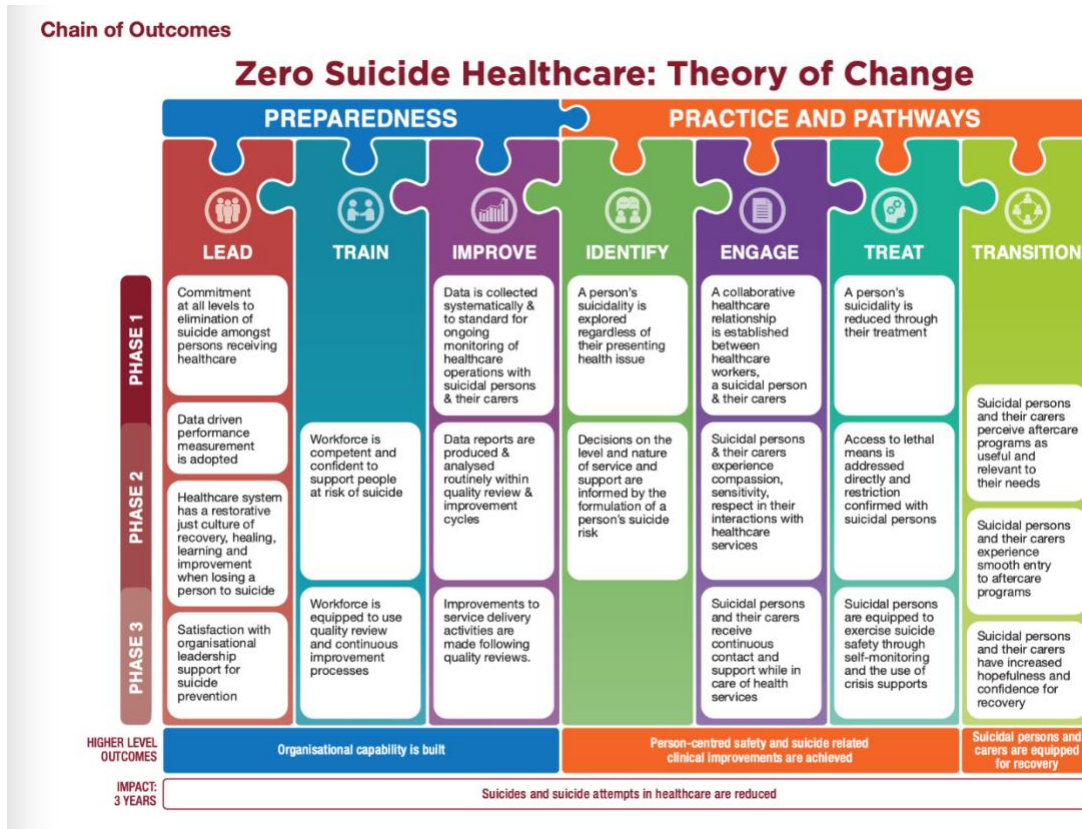 Chain of Outcomes
Zero Suicide Healthcare: Theory of Change
PREPAREDNESS
PRACTICE AND PATHWAYS
LEAD
TRAIN
IMPROVE
IDENTIFY
ENGAGE
TREAT
TRANSITION
PHASE 1
PHASE 2
PHASE 3
Commitment
at all levels to
elimination of
suicide amongst
persons receiving
healthcare
Data driven
performance
measurement
is adopted
Healthcare system
has a restorative
just culture of
recovery, healing,
learning and
improvement
when losing a
person to suicide
Satisfaction with
organisational
leadership
support for
suicide
prevention
Workforce is
competent and
confident to
support people
at risk of suicide
Workforce is
equipped to use
quality review
and continuous
improvement
processes
Data is collected
systematically &
to standard for
ongoing
monitoring of
healthcare
operations with
suicidal persons
& their carers
Data reports are
produced &
analysed
routinely within
quality review &
improvement
cycles
Improvements to
service delivery
activities are
made following
quality reviews.
A person's
suicidality is
explored
regardless of
their presenting
health issue
Decisions on the
level and nature
of service and
support are
informed by the
formulation of a
person's suicide
risk
A collaborative
healthcare
relationship
is established
between
healthcare
workers,
a suicidal person
& their carers
Suicidal persons
& their carers
experience
compassion,
sensitivity,
respect in their
interactions with
healthcare
services
Suicidal persons
and their carers
receive
continuous
contact and
support while in
care of health
services
A person's
suicidality is
reduced through
their treatment
Access to lethal
means is
addressed
directly and
restriction
confirmed with
suicidal persons
Suicidal persons
are equipped to
exercise suicide
safety through
self-monitoring
and the use of
crisis supports
Suicidal persons
and their carers
perceive aftercare
programs as
useful and
relevant to
their needs
Suicidal persons
and their carers
experience
smooth entry
to aftercare
programs
Suicidal persons
and their carers
have increased
hopefulness and
confidence for
recovery
HIGHER LEVEL
OUTCOMES
Organisational capability is built
Person-centred safety and suicide related
clinical improvements are achieved
Suicidal persons and
carers are equipped
for recovery
IMPACT:
3 YEARS
Suicides and suicide attempts in healthcare are reduced